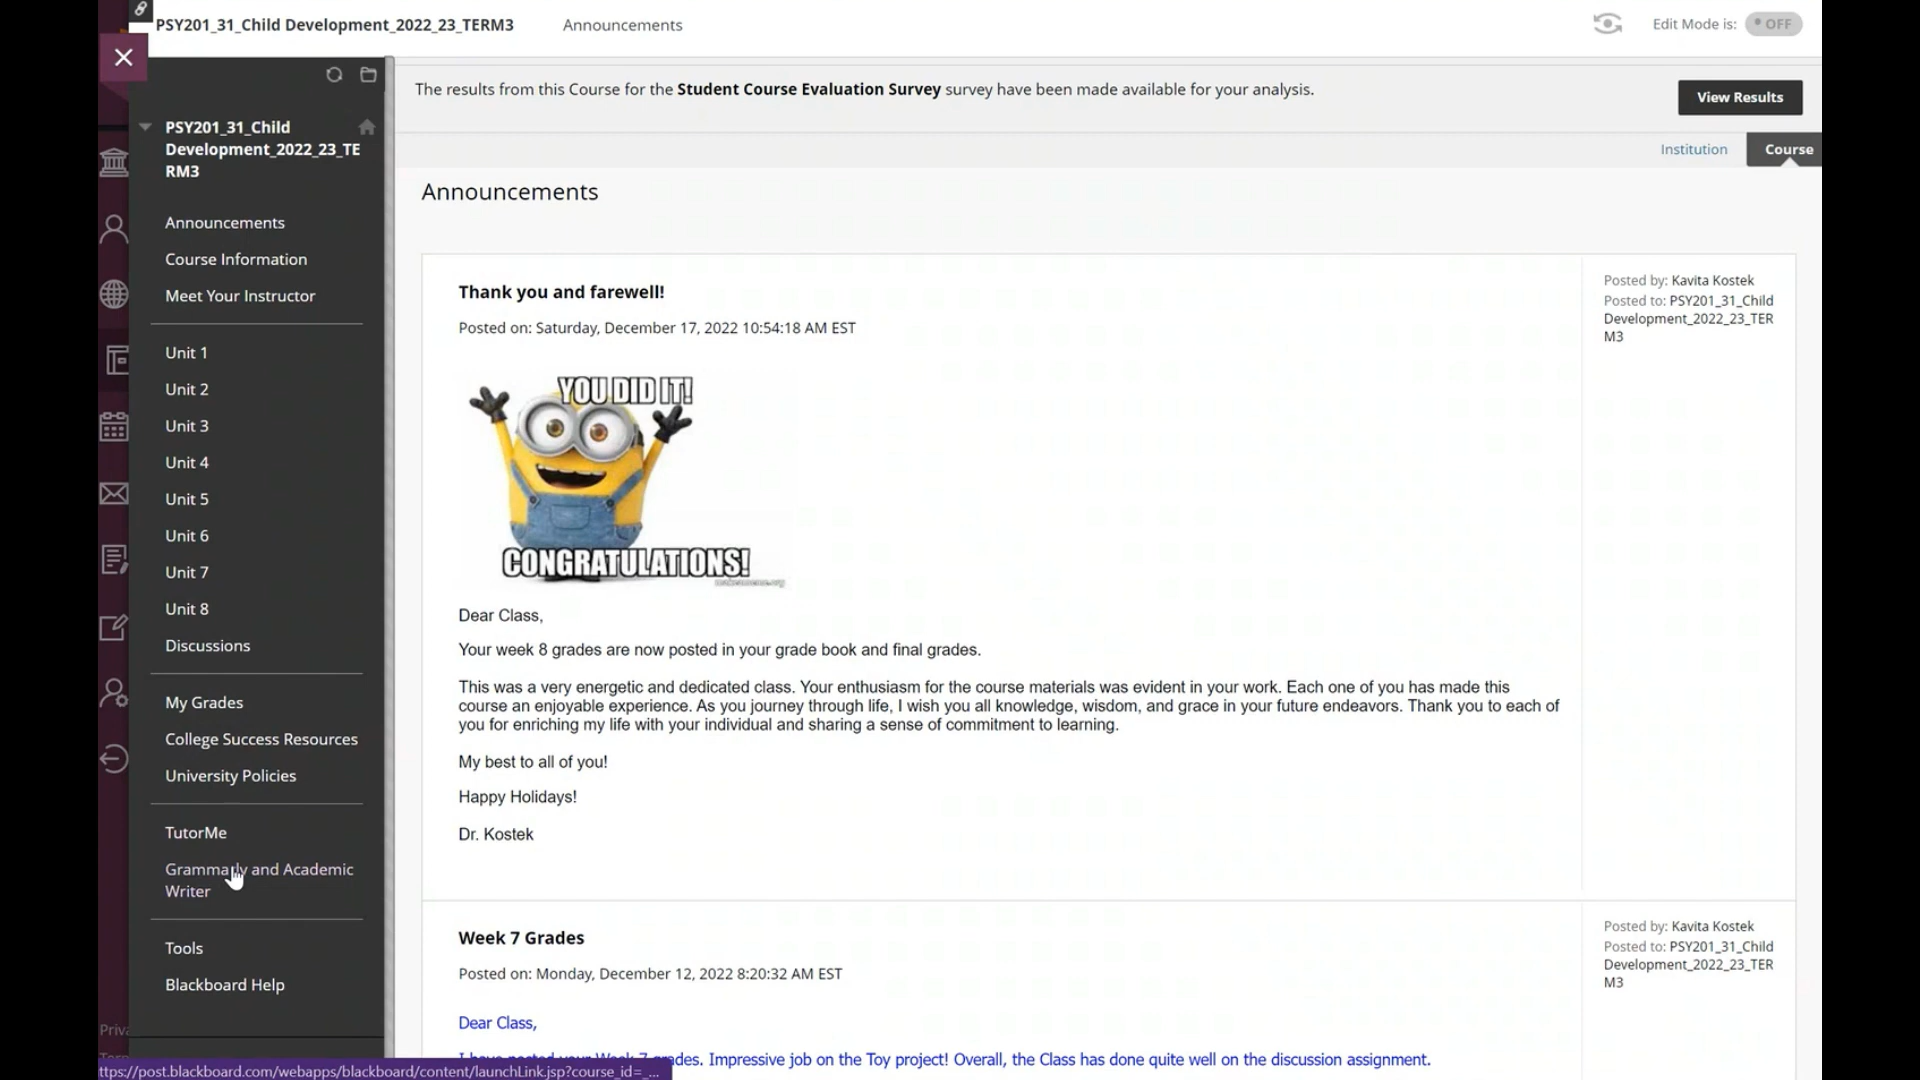 PSY201_31_Child Development_2022_23_TERM3
Announcements
Edit Mode is:
OFF
PSY201_31_Child
Development_2022_23_TE
RM3
Announcements
Course Information
Meet Your Instructor
Unit 1
Unit 2
Unit 3
Unit 4
Unit 5
Unit 6
Unit 7
Unit 8
Discussions
My Grades
College Success Resources
University Policies
TutorMe
Grammarly and Academic
Writer
Tools
Blackboard Help
The results from this Course for the Student Course Evaluation Survey survey have been made available for your analysis.
View Results
Institution
Course
Announcements
Thank you and farewell!
Posted on: Saturday, December 17, 2022 10:54:18 AM EST
YOU DID IT!
CONGRATULATIONS!
Dear Class,
Your week 8 grades are now posted in your grade book and final grades.
This was a very energetic and dedicated class. Your enthusiasm for the course materials was evident in your work. Each one of you has made this
course an enjoyable experience. As you journey through life, I wish you all knowledge, wisdom, and grace in your future endeavors. Thank you to each of
you for enriching my life with your individual and sharing a sense of commitment to learning.
My best to all of you!
Happy Holidays!
Dr. Kostek
Posted by: Kavita Kostek
Posted to: PSY201_31_Child
Development_2022_23_TER
M3
Week 7 Grades
Posted on: Monday, December 12, 2022 8:20:32 AM EST
Dear Class,
I have posted your Week 7 grades. Impressive job on the Toy project! Overall, the Class has done quite well on the discussion assignment.
Posted by: Kavita Kostek
Posted to: PSY201_31_Child
Development_2022_23_TER
M3
Priva
ttps://post.blackboard.com/webapps/blackboard/content/launchLink.jsp?course_id=_...